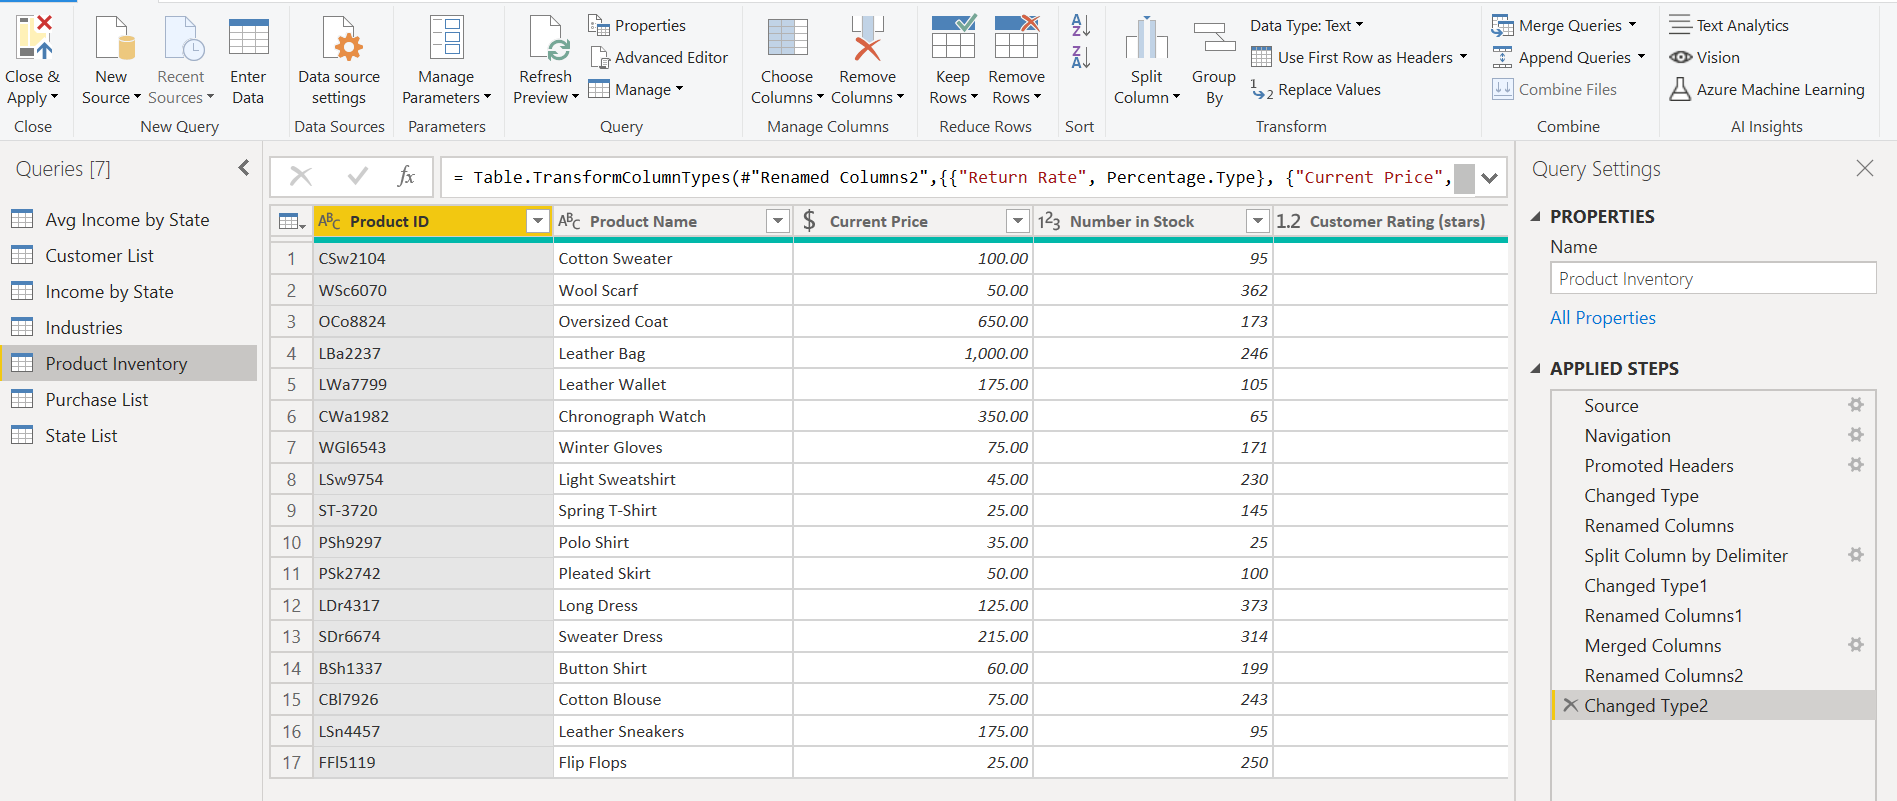 Close &
Apply
New
Source
Recent
Sources
Enter
Data
Data source
settings
Manage
Parameters
Refresh
Preview
Properties
Advanced Editor
Manage
Choose
Columns
Remove
Columns
Keep
Rows
Remove
Rows
A
Z
Z
A
Split
Column
Group
By
Data Type: Text
Use First Row as Headers
1
2 Replace Values
Merge Queries
Append Queries
Combine Files
Text Analytics
Vision
Azure Machine Learning
Close
New Query
Data Sources
Parameters
Query
Manage Columns
Reduce Rows
Sort
Transform
Combine
AI Insights
Queries [7]
Avg Income by State
Customer List
Income by State
Industries
Product Inventory
Purchase List
State List
fx
= Table.TransformColumnTypes(#"Renamed Columns2",{{"Return Rate", Percentage.Type}, {"Current Price",
ABC Product ID ABC Product Name $ Current Price 123 Number in Stock 1.2 Customer Rating (stars)
1 CSw2104 Cotton Sweater 100.00 95
2 WSc6070 Wool Scarf 50.00 362
3 OCo8824 Oversized Coat 650.00 173
4 LBa2237 Leather Bag 1,000.00 246
5 LWa7799 Leather Wallet 175.00 105
6 CWa1982 Chronograph Watch 350.00 65
7 WGl6543 Winter Gloves 75.00 171
8 LSw9754 Light Sweatshirt 45.00 230
9 ST-3720 Spring T-Shirt 25.00 145
10 PSh9297 Polo Shirt 35.00 25
11 PSk2742 Pleated Skirt 50.00 100
12 LDr4317 Long Dress 125.00 373
13 SDr6674 Sweater Dress 215.00 314
14 BSh1337 Button Shirt 60.00 199
15 CBl7926 Cotton Blouse 75.00 243
16 LSn4457 Leather Sneakers 175.00 95
17 FFl5119 Flip Flops 25.00 250
Query Settings
PROPERTIES
Name
Product Inventory
All Properties
APPLIED STEPS
Source
Navigation
Promoted Headers
Changed Type
Renamed Columns
Split Column by Delimiter
Changed Type1
Renamed Columns1
Merged Columns
Renamed Columns2
Changed Type2